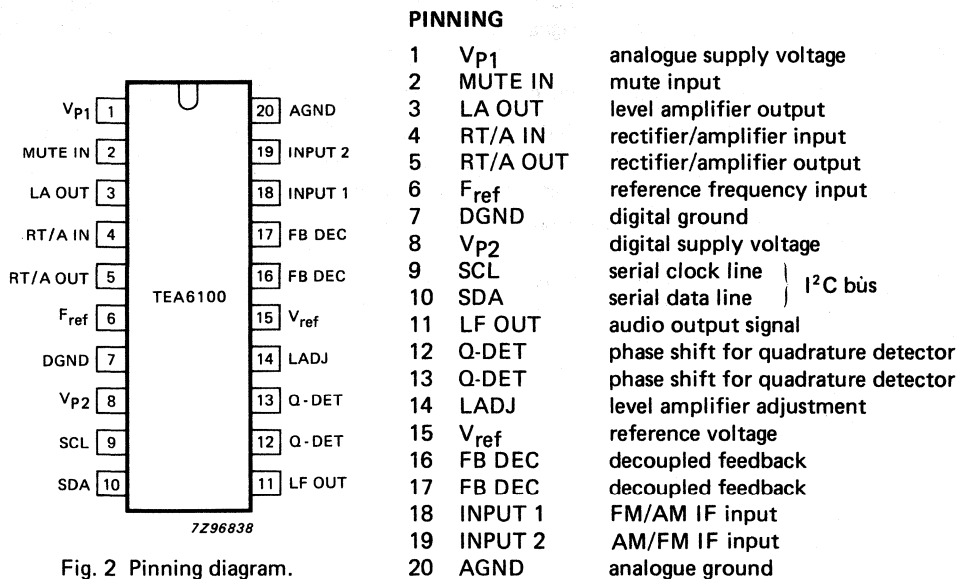 PINNING
1 VP1 analogue supply voltage
2 MUTE IN mute input
3 LA OUT level amplifier output
4 RT/A IN rectifier/amplifier input
5 RT/A OUT rectifier/amplifier output
6 Fref reference frequency input
7 DGND digital ground
8 VP2 digital supply voltage
9 SCL serial clock line
10 SDA serial data line
I²C bus
11 LF OUT audio output signal
12 Q-DET phase shift for quadrature detector
13 Q-DET phase shift for quadrature detector
14 LADJ level amplifier adjustment
15 Vref reference voltage
16 FB DEC decoupled feedback
17 FB DEC decoupled feedback
18 INPUT 1 FM/AM IF input
19 INPUT 2 AM/FM IF input
20 AGND analogue ground
VP1 1 20 AGND
MUTE IN 2 19 INPUT 2
LA OUT 3 18 INPUT 1
RT/A IN 4 17 FB DEC
RT/A OUT 5 16 FB DEC
TEA6100
Fref 6 15 Vref
DGND 7 14 LADJ
VP2 8 13 Q-DET
SCL 9 12 Q-DET
SDA 10 11 LF OUT
7Z96838
Fig. 2 Pinning diagram.